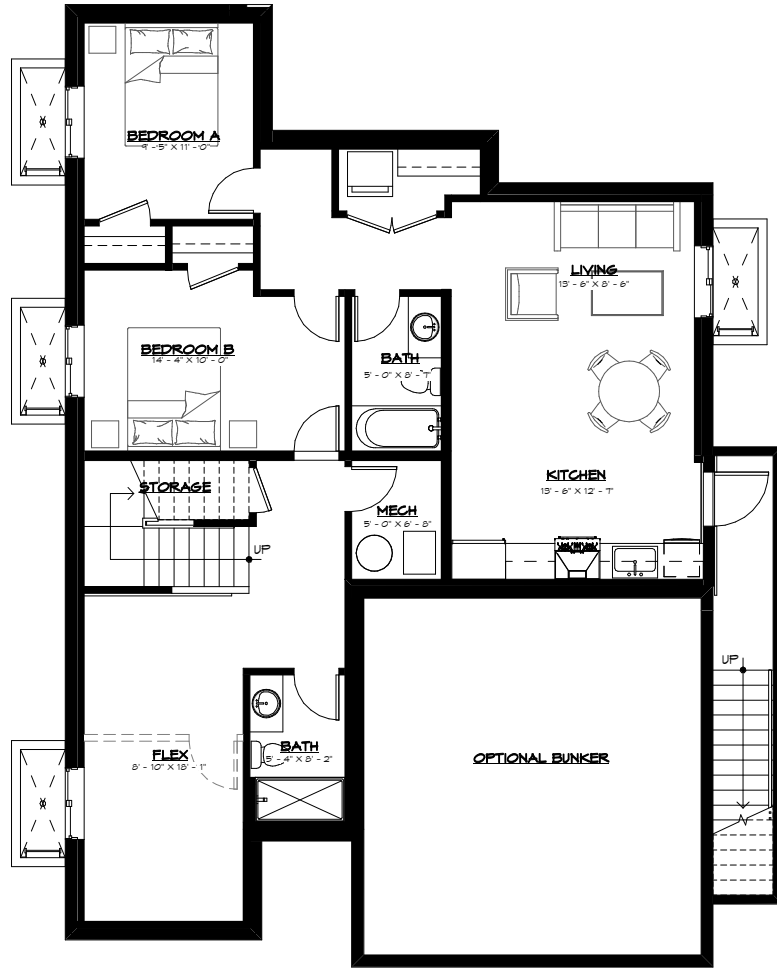 BEDROOM A
9' - 5" X 11' - 0"
LIVING
13' - 6" X 8' - 6"
BEDROOM B
14' - 4" X 10' - 0"
BATH
5' - 0" X 8' - 7"
KITCHEN
13' - 6" X 12' - 7"
STORAGE
MECH
5' - 0" X 6' - 8"
UP
UP
BATH
5' - 4" X 8' - 2"
FLEX
8' - 10" X 18' - 1"
OPTIONAL BUNKER